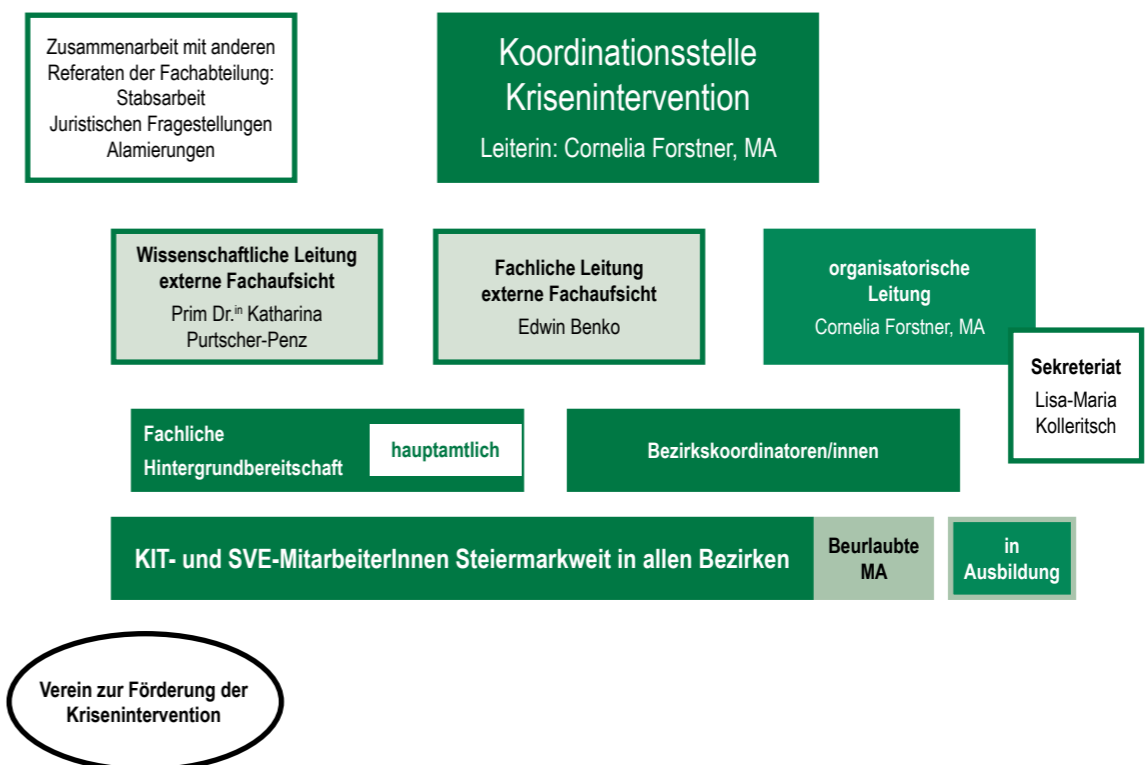 Zusammenarbeit mit anderen
Referaten der Fachabteilung:
Stabsarbeit
Juristischen Fragestellungen
Alamierungen
Koordinationsstelle
Krisenintervention
Leiterin: Cornelia Forstner, MA
Wissenschaftliche Leitung
externe Fachaufsicht
Prim Dr.ⁱⁿ Katharina
Purtscher-Penz
Fachliche Leitung
externe Fachaufsicht
Edwin Benko
organisatorische
Leitung
Cornelia Forstner, MA
Sekreteriat
Lisa-Maria
Kolleritsch
Fachliche
Hintergrundbereitschaft
hauptamtlich
Bezirkskoordinatoren/innen
KIT- und SVE-MitarbeiterInnen Steiermarkweit in allen Bezirken
Beurlaubte
MA
in
Ausbildung
Verein zur Förderung der
Krisenintervention